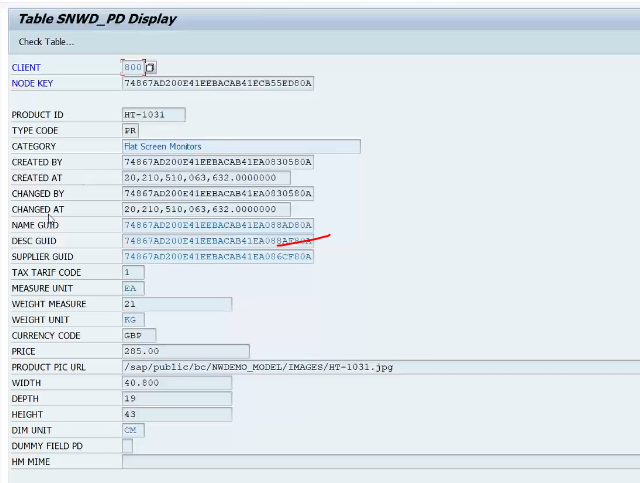 Table SNWD_PD Display
Check Table...
CLIENT 800
NODE KEY 74867AD200E41EEBACAB41ECB55ED80A
PRODUCT ID HT-1031
TYPE CODE PR
CATEGORY Flat Screen Monitors
CREATED BY 74867AD200E41EEBACAB41EA0830580A
CREATED AT 20,210,510,063,632.0000000
CHANGED BY 74867AD200E41EEBACAB41EA0830580A
CHANGED AT 20,210,510,063,632.0000000
NAME GUID 74867AD200E41EEBACAB41EA088AD80A
DESC GUID 74867AD200E41EEBACAB41EA088AF80A
SUPPLIER GUID 74867AD200E41EEBACAB41EA086CF80A
TAX TARIF CODE 1
MEASURE UNIT EA
WEIGHT MEASURE 21
WEIGHT UNIT KG
CURRENCY CODE GBP
PRICE 285.00
PRODUCT PIC URL /sap/public/bc/NWDEMO_MODEL/IMAGES/HT-1031.jpg
WIDTH 40.800
DEPTH 19
HEIGHT 43
DIM UNIT CM
DUMMY FIELD PD
HM MIME